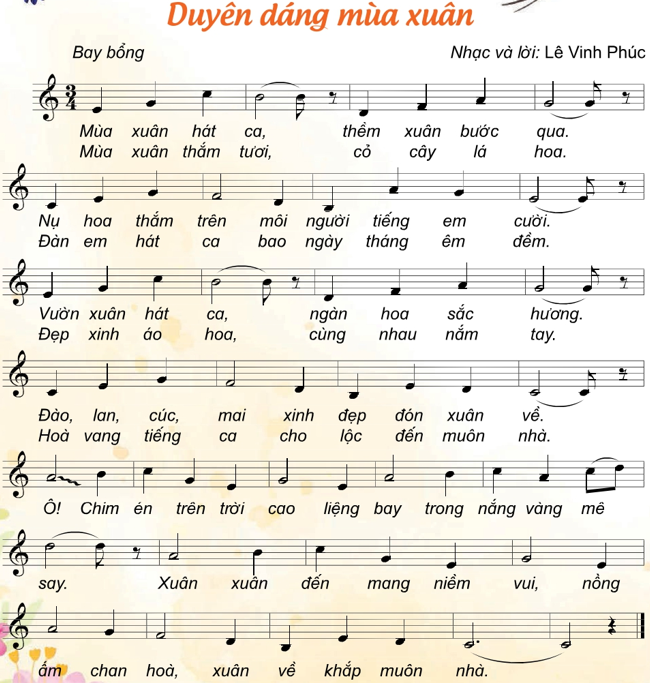 Duyên dáng mùa xuân
Bay bổng
Nhạc và lời: Lê Vinh Phúc
3
4
Mùa xuân hát ca, thềm xuân bước qua.
Mùa xuân thắm tươi, cỏ cây lá hoa.
Nụ hoa thắm trên môi người tiếng em cười.
Đàn em hát ca bao ngày tháng êm đềm.
Vườn xuân hát ca, ngàn hoa sắc hương.
Đẹp xinh áo hoa, cùng nhau nắm tay.
Đào, lan, cúc, mai xinh đẹp đón xuân về.
Hoà vang tiếng ca cho lộc đến muôn nhà.
Ô! Chim én trên trời cao liệng bay trong nắng vàng mê
say. Xuân xuân đến mang niềm vui, nồng
ấm chan hoà, xuân về khắp muôn nhà.